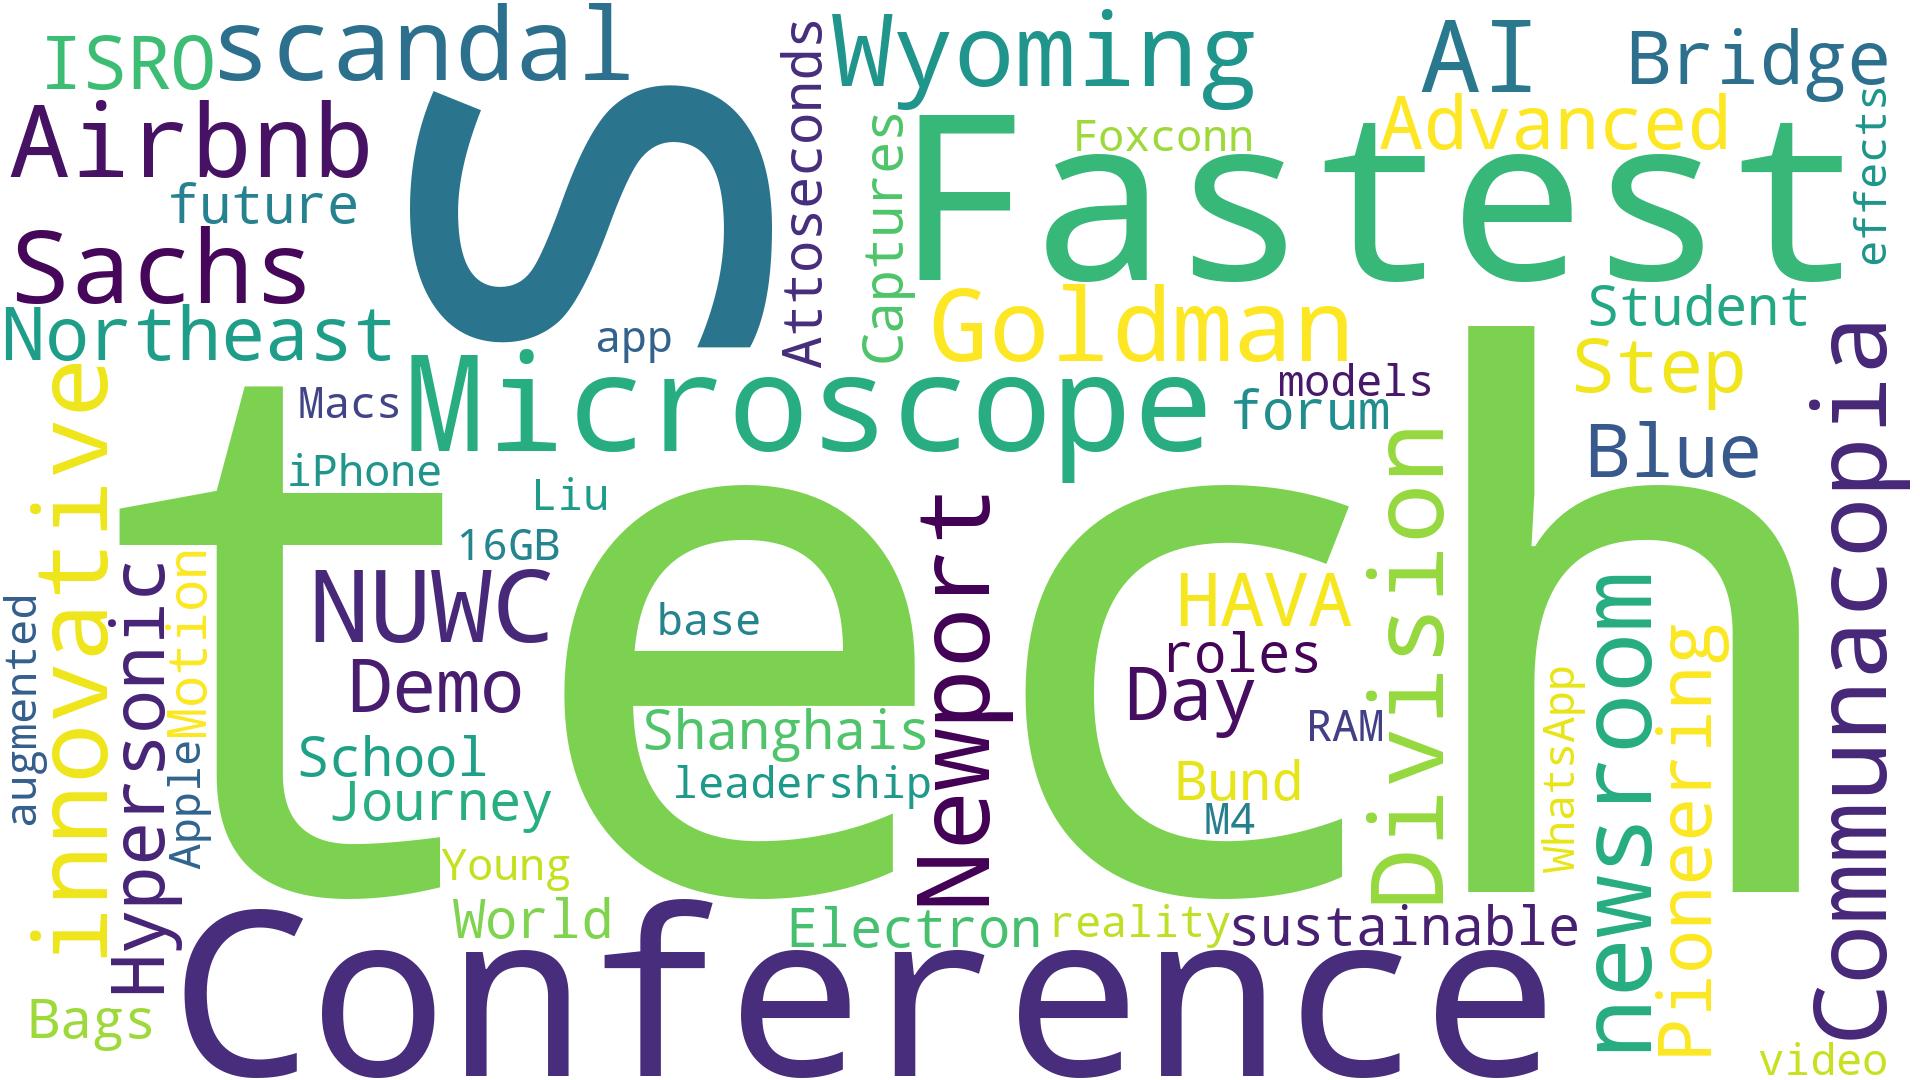 ISRO
scandal
Wyoming
AI
Bridge
Airbnb
Attoseconds
Captures
Foxconn
Advanced
Fastest
effects
future
S
Sachs
Northeast
app
Goldman
Student
Step
Macs
Microscope
models
forum
Blue
iPhone
Liu
16GB
innovative
tech
Communacopia
Division
Newport
NUWC
HAVA
base
roles
Demo
Day
Hypersonic
Motion
augmented
Apple
Shanghais
RAM
WhatsApp
newsroom
Pioneering
School
leadership
Bund
Journey
M4
Young
World
Electron
reality
sustainable
Conference
Bags
video